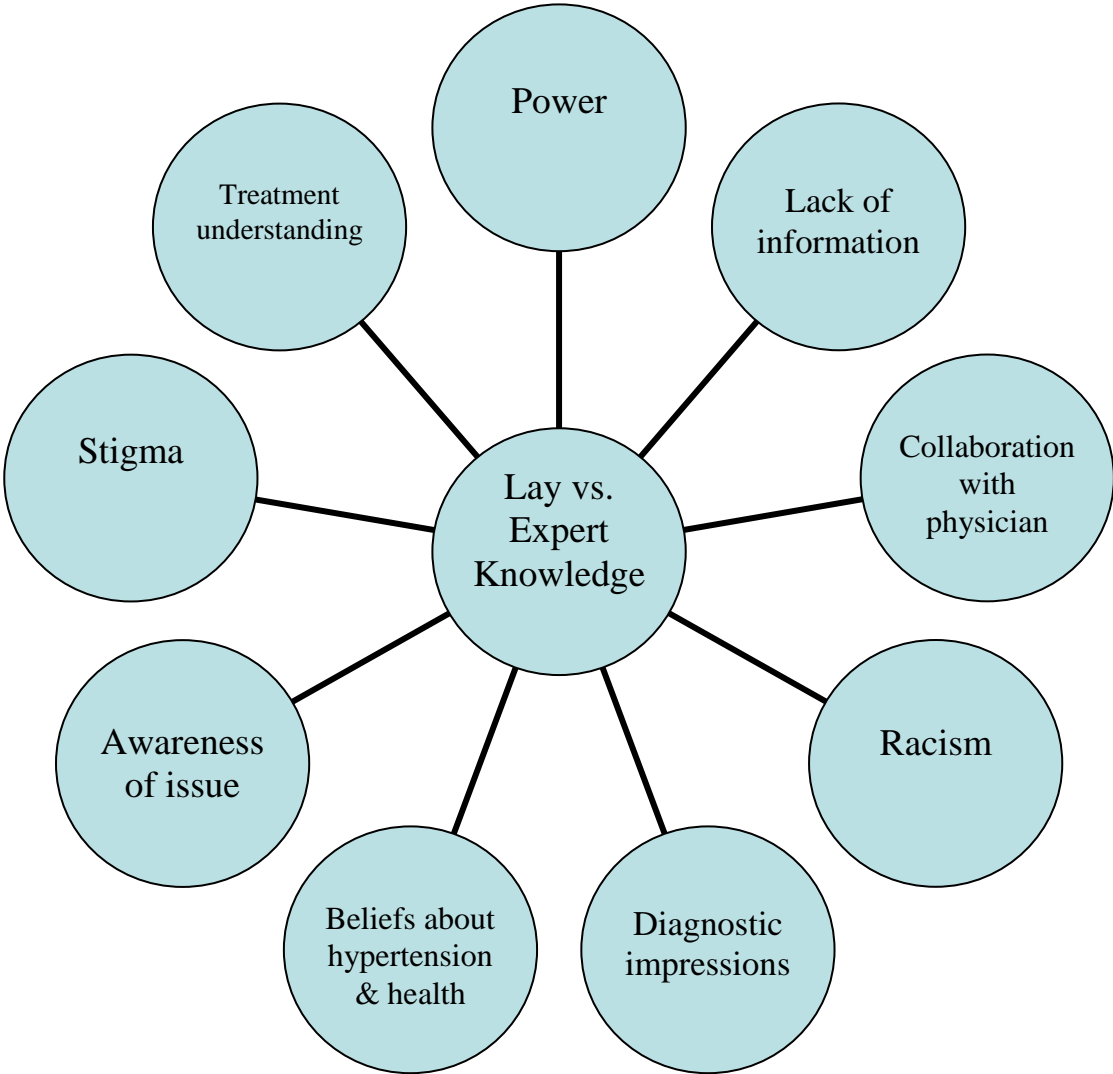 Power
Treatment
understanding
Lack of
information
Stigma
Collaboration
with
physician
Lay vs.
Expert
Knowledge
Awareness
of issue
Racism
Beliefs about
hypertension
& health
Diagnostic
impressions